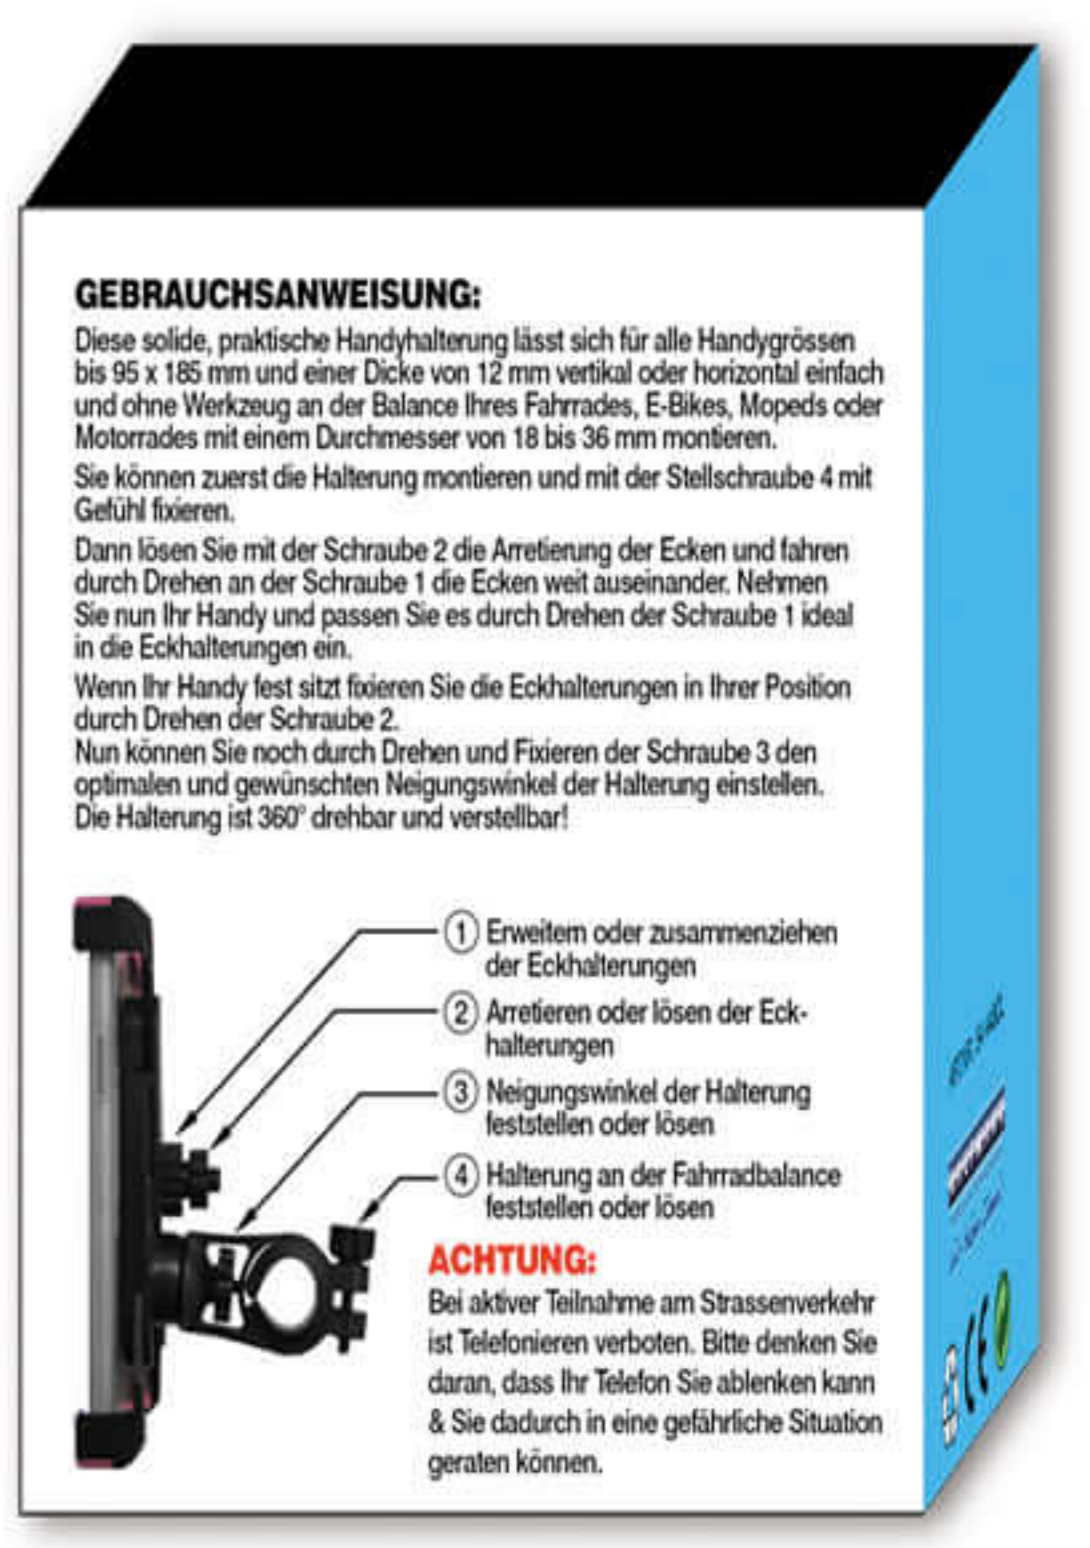 GEBRAUCHSANWEISUNG:
Diese solide, praktische Handyhalterung lässt sich für alle Handygrössen
bis 95 x 185 mm und einer Dicke von 12 mm vertikal oder horizontal einfach
und ohne Werkzeug an der Balance Ihres Fahrrades, E-Bikes, Mopeds oder
Motorrades mit einem Durchmesser von 18 bis 36 mm montieren.
Sie können zuerst die Halterung montieren und mit der Stellschraube 4 mit
Gefühl fixieren.
Dann lösen Sie mit der Schraube 2 die Arretierung der Ecken und fahren
durch Drehen an der Schraube 1 die Ecken weit auseinander. Nehmen
Sie nun Ihr Handy und passen Sie es durch Drehen der Schraube 1 ideal
in die Eckhalterungen ein.
Wenn Ihr Handy fest sitzt fixieren Sie die Eckhalterungen in Ihrer Position
durch Drehen der Schraube 2.
Nun können Sie noch durch Drehen und Fixieren der Schraube 3 den
optimalen und gewünschten Neigungswinkel der Halterung einstellen.
Die Halterung ist 360° drehbar und verstellbar!
1 Erweitern oder zusammenziehen
der Eckhalterungen
2 Arretieren oder lösen der Eck-
halterungen
3 Neigungswinkel der Halterung
feststellen oder lösen
4 Halterung an der Fahrradbalance
feststellen oder lösen
ACHTUNG:
Bei aktiver Teilnahme am Strassenverkehr
ist Telefonieren verboten. Bitte denken Sie
daran, dass Ihr Telefon Sie ablenken kann
& Sie dadurch in eine gefährliche Situation
geraten können.
CE